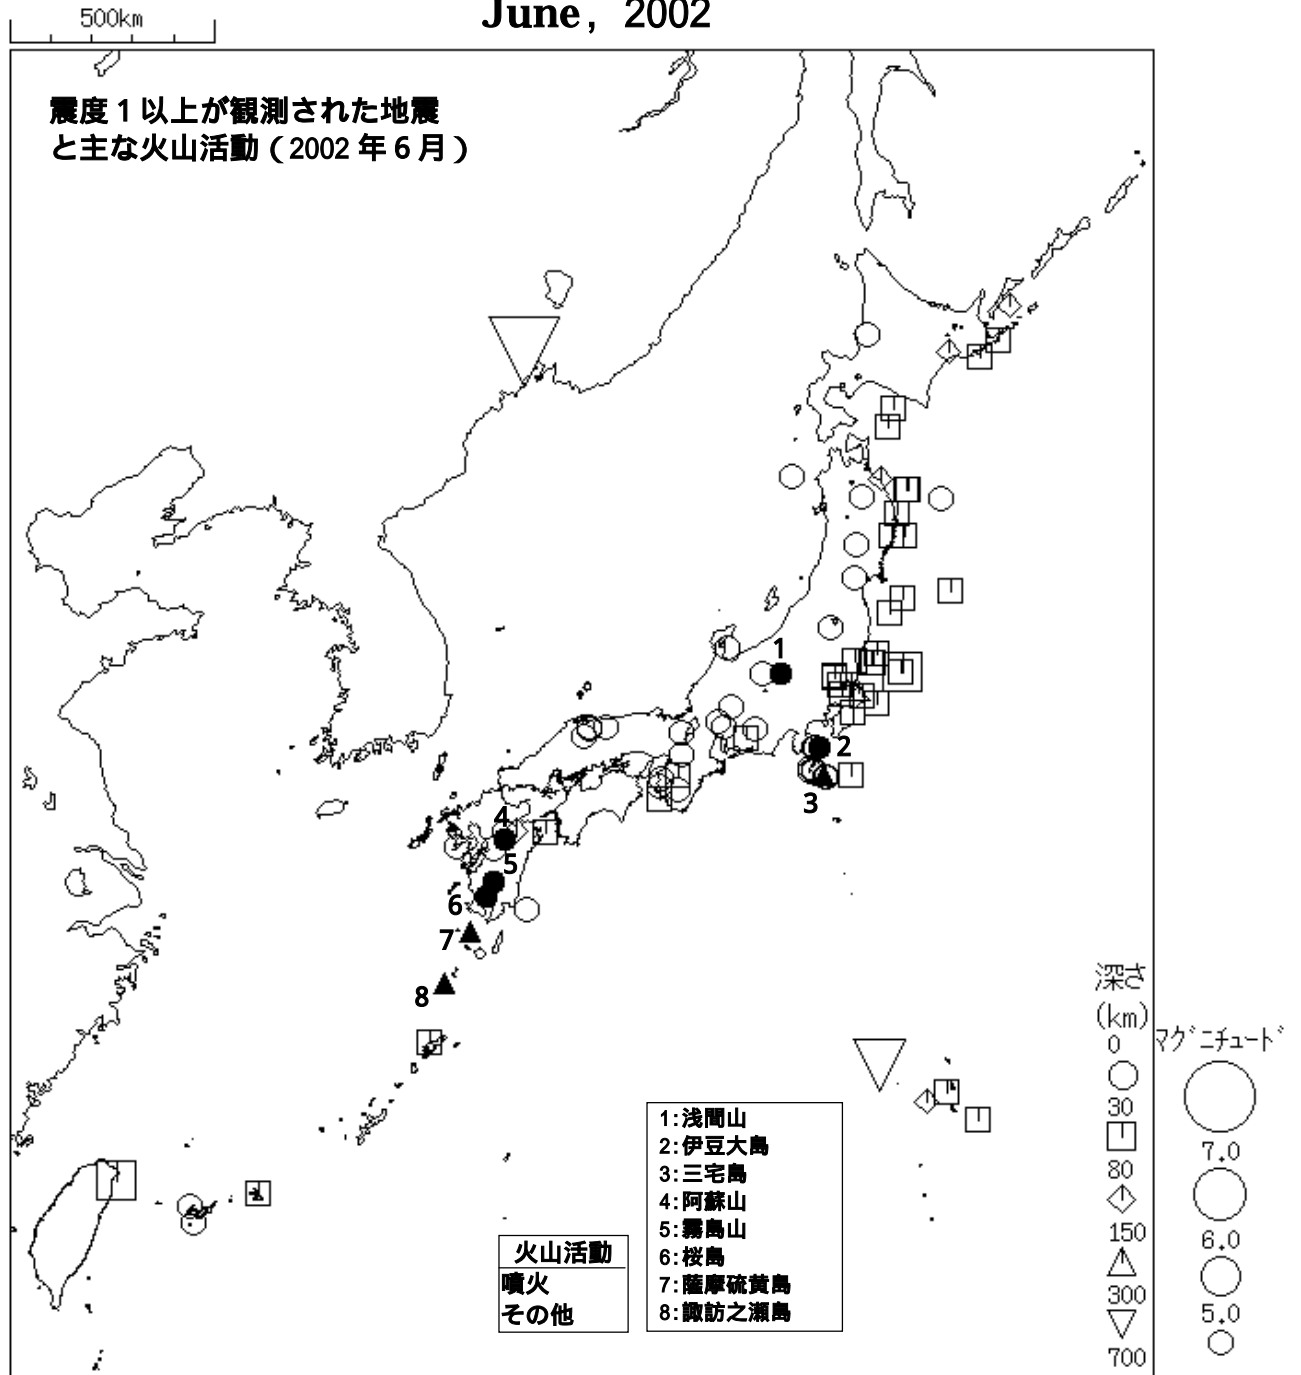 500km
June, 2002
震度1以上が観測された地震
と主な火山活動(2002年6月)
1
2
3
4
5
6
7
8
深さ
(km)
0
30
80
150
300
700
マグニチュード
7.0
6.0
5.0
1:浅間山
2:伊豆大島
3:三宅島
4:阿蘇山
5:霧島山
6:桜島
7:薩摩硫黄島
8:諏訪之瀬島
火山活動
噴火
その他